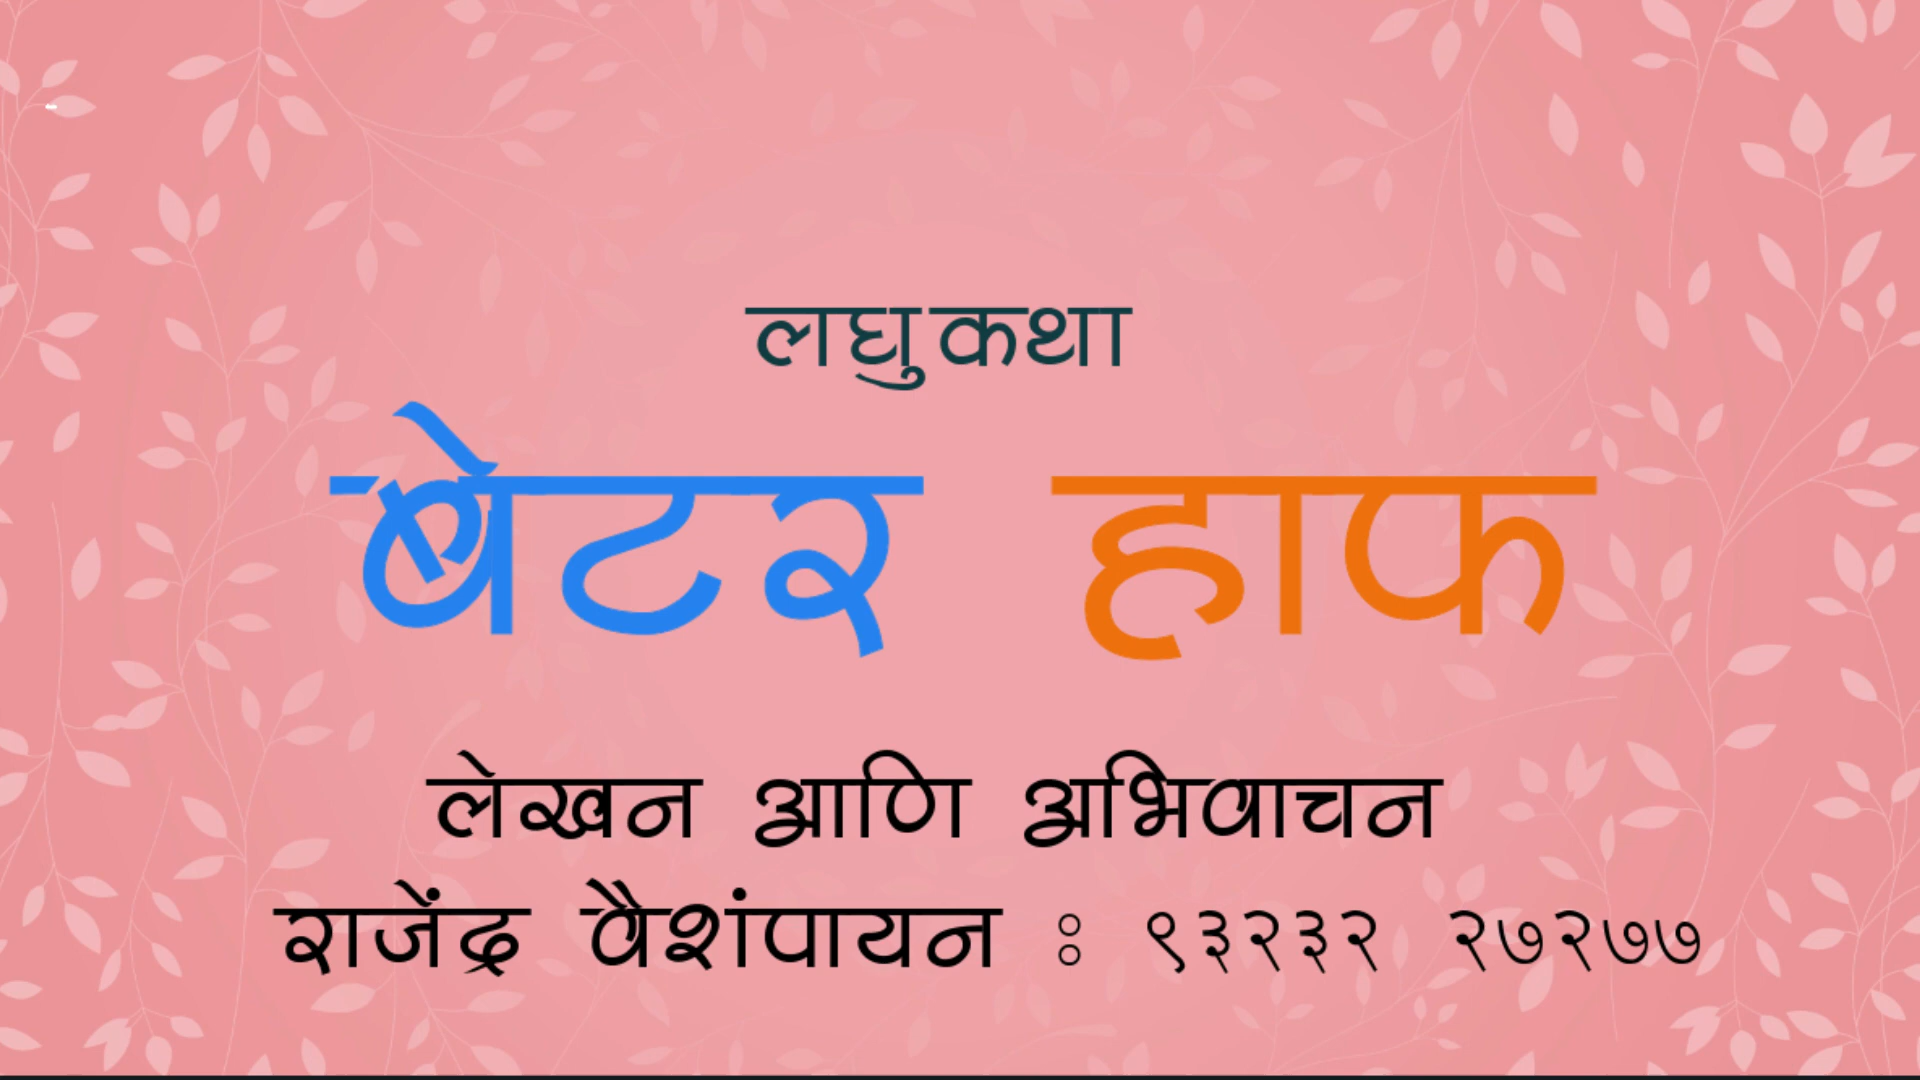 लघुकथा
बेटर हाफ
लेखन आणि अभिवाचन
राजेंद्र वैशंपायन : ९३२३२ २७२७७